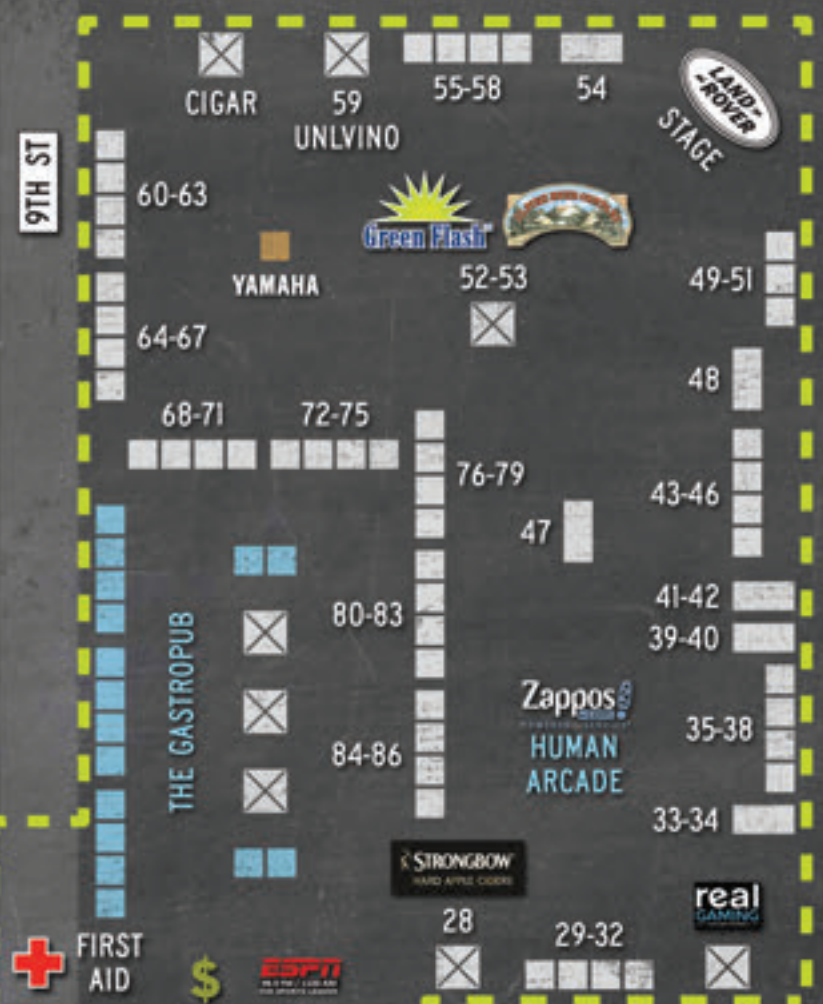 LAND-
-ROVER
STAGE
CIGAR
59
UNLVINO
55-58
54
9TH ST
60-63
Green Flash
YAMAHA
52-53
49-51
64-67
48
68-71
72-75
76-79
43-46
47
41-42
80-83
39-40
THE GASTROPUB
Zappos
HUMAN
ARCADE
35-38
84-86
33-34
STRONGBOW
HARD APPLE CIDERS
real
GAMING
28
29-32
FIRST
AID
$
ESPN